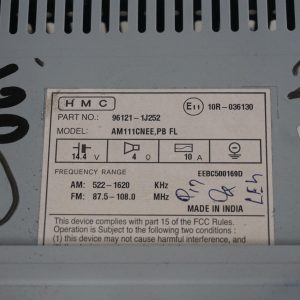 HMC E11 10R-036130
PART NO.: 96121-1J252
MODEL: AM111CNEE,PB FL
14.4 V 4 Ω 10 A
FREQUENCY RANGE EEBC500169D
AM: 522-1620 KHz
FM: 87.5-108.0 MHz MADE IN INDIA
This device complies with part 15 of the FCC Rules.
Operation is Subject to the following two conditions :
(1) this device may not cause harmful interference, and